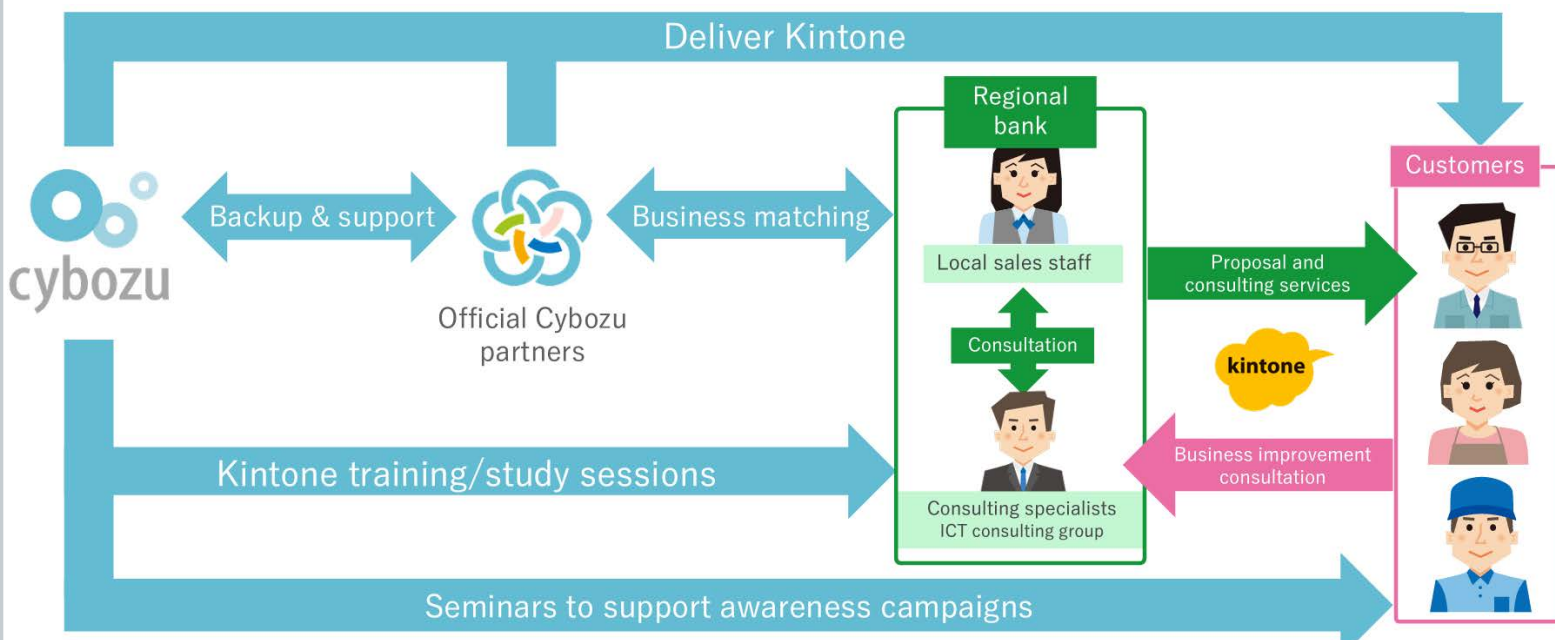 Deliver Kintone
Regional
bank
Customers
Backup & support
Business matching
cybozu
Official Cybozu
partners
Local sales staff
Proposal and
consulting services
Consultation
kintone
Kintone training/study sessions
Business improvement
consultation
Consulting specialists
ICT consulting group
Seminars to support awareness campaigns